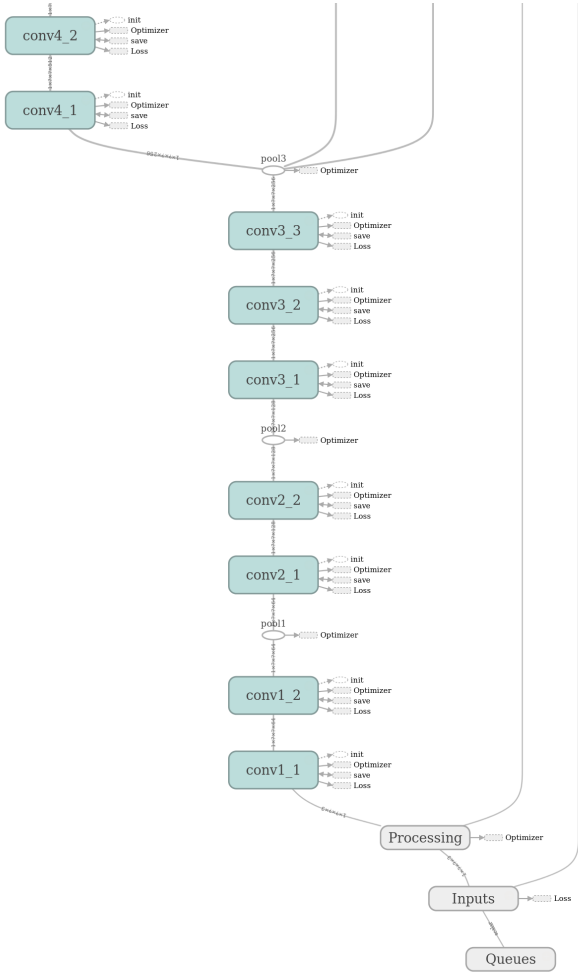 init
conv4_2
Optimizer
save
Loss
init
conv4_1
Optimizer
save
Loss
pool3
Optimizer
init
conv3_3
Optimizer
save
Loss
init
conv3_2
Optimizer
save
Loss
init
conv3_1
Optimizer
save
Loss
pool2
Optimizer
init
conv2_2
Optimizer
save
Loss
init
conv2_1
Optimizer
save
Loss
pool1
Optimizer
init
conv1_2
Optimizer
save
Loss
init
conv1_1
Optimizer
save
Loss
Processing
Optimizer
Inputs
Loss
Queues